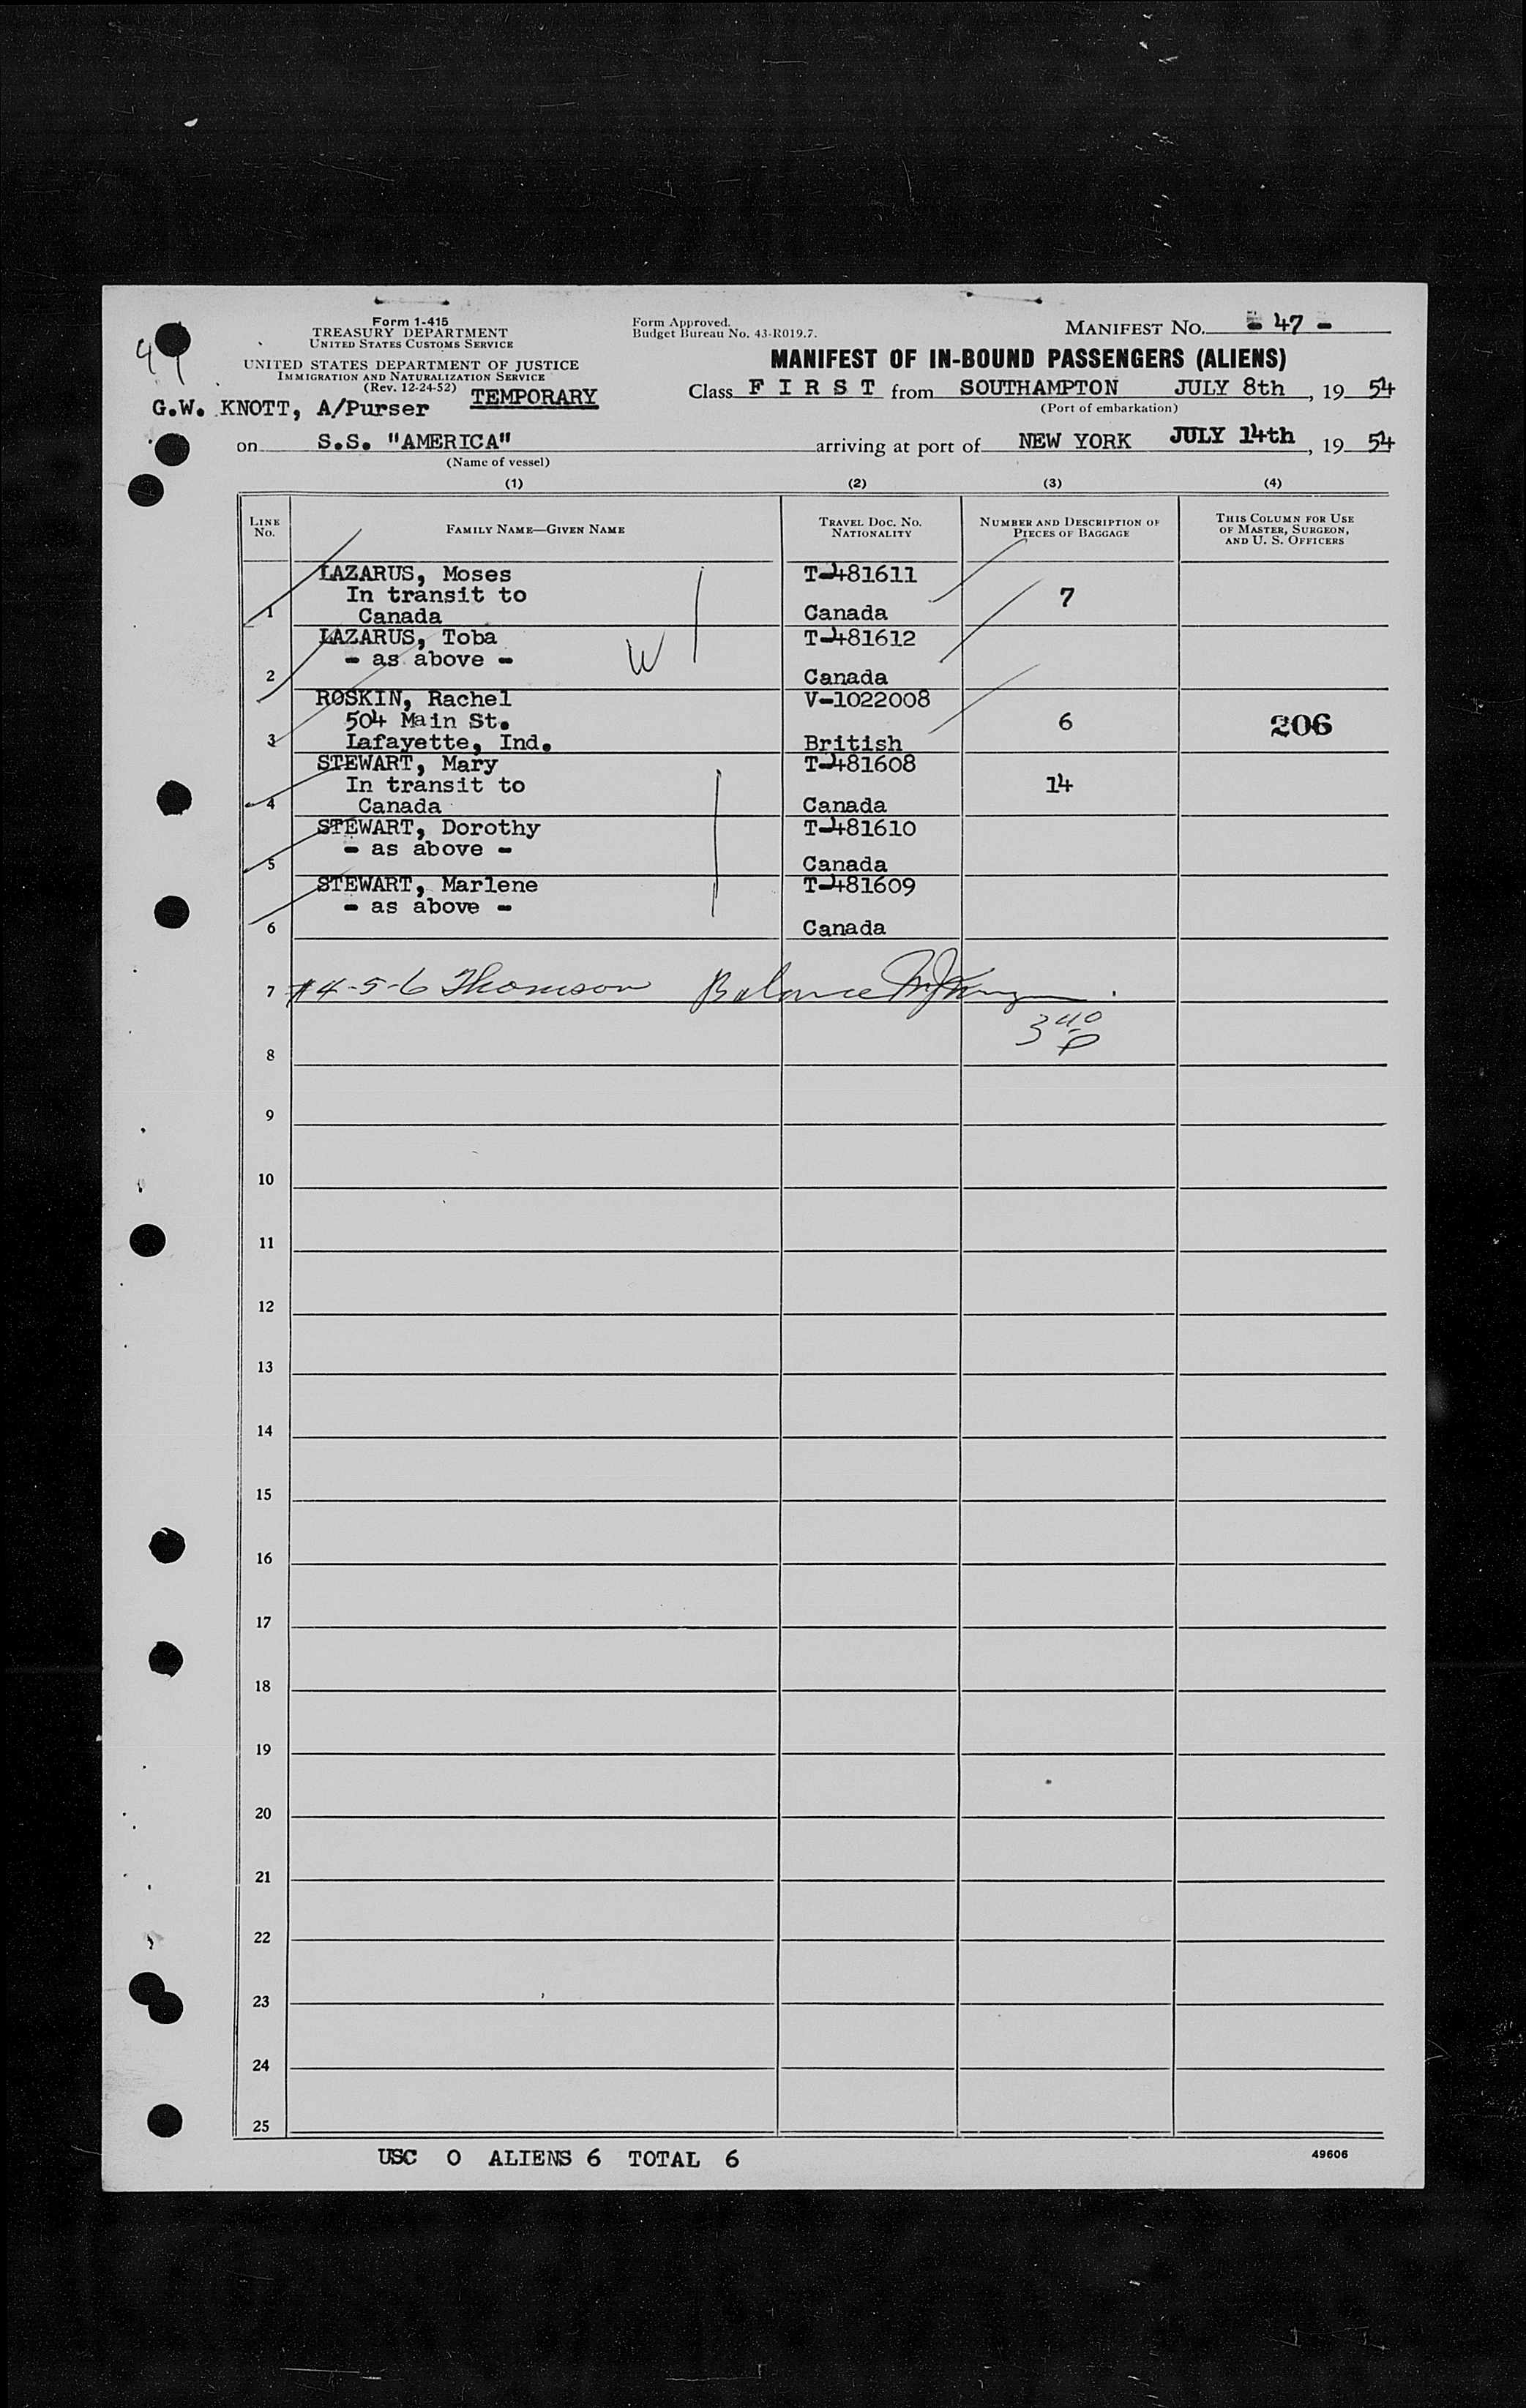 Form 1-415
TREASURY DEPARTMENT
UNITED STATES CUSTOMS SERVICE
UNITED STATES DEPARTMENT OF JUSTICE
IMMIGRATION AND NATURALIZATION SERVICE
(Rev. 12-24-52)
TEMPORARY
G.W. KNOTT, A/Purser
Form Approved.
Budget Bureau No. 43-R019.7.
MANIFEST No. - 47 -
MANIFEST OF IN-BOUND PASSENGERS (ALIENS)
Class F I R S T from SOUTHAMPTON JULY 8th, 19 54
(Port of embarkation)
on S.S. "AMERICA" arriving at port of NEW YORK JULY 14th, 19 54
(Name of vessel)
(1) (2) (3) (4)
LINE No.
FAMILY NAME—GIVEN NAME
TRAVEL DOC. NO. NATIONALITY
NUMBER AND DESCRIPTION OF PIECES OF BAGGAGE
THIS COLUMN FOR USE OF MASTER, SURGEON, AND U. S. OFFICERS
LAZARUS, Moses T-481611
In transit to 7
1 Canada Canada
LAZARUS, Toba T-481612
- as above - W
2 Canada
ROSKIN, Rachel V-1022008
504 Main St. 6 206
3 Lafayette, Ind. British
STEWART, Mary T-481608
In transit to 14
4 Canada Canada
STEWART, Dorothy T-481610
- as above -
5 Canada
STEWART, Marlene T-481609
- as above -
6 Canada
7 #4-5-6 Thomson Balance
8
9
10
11
12
13
14
15
16
17
18
19
20
21
22
23
24
25
USC 0 ALIENS 6 TOTAL 6
49606